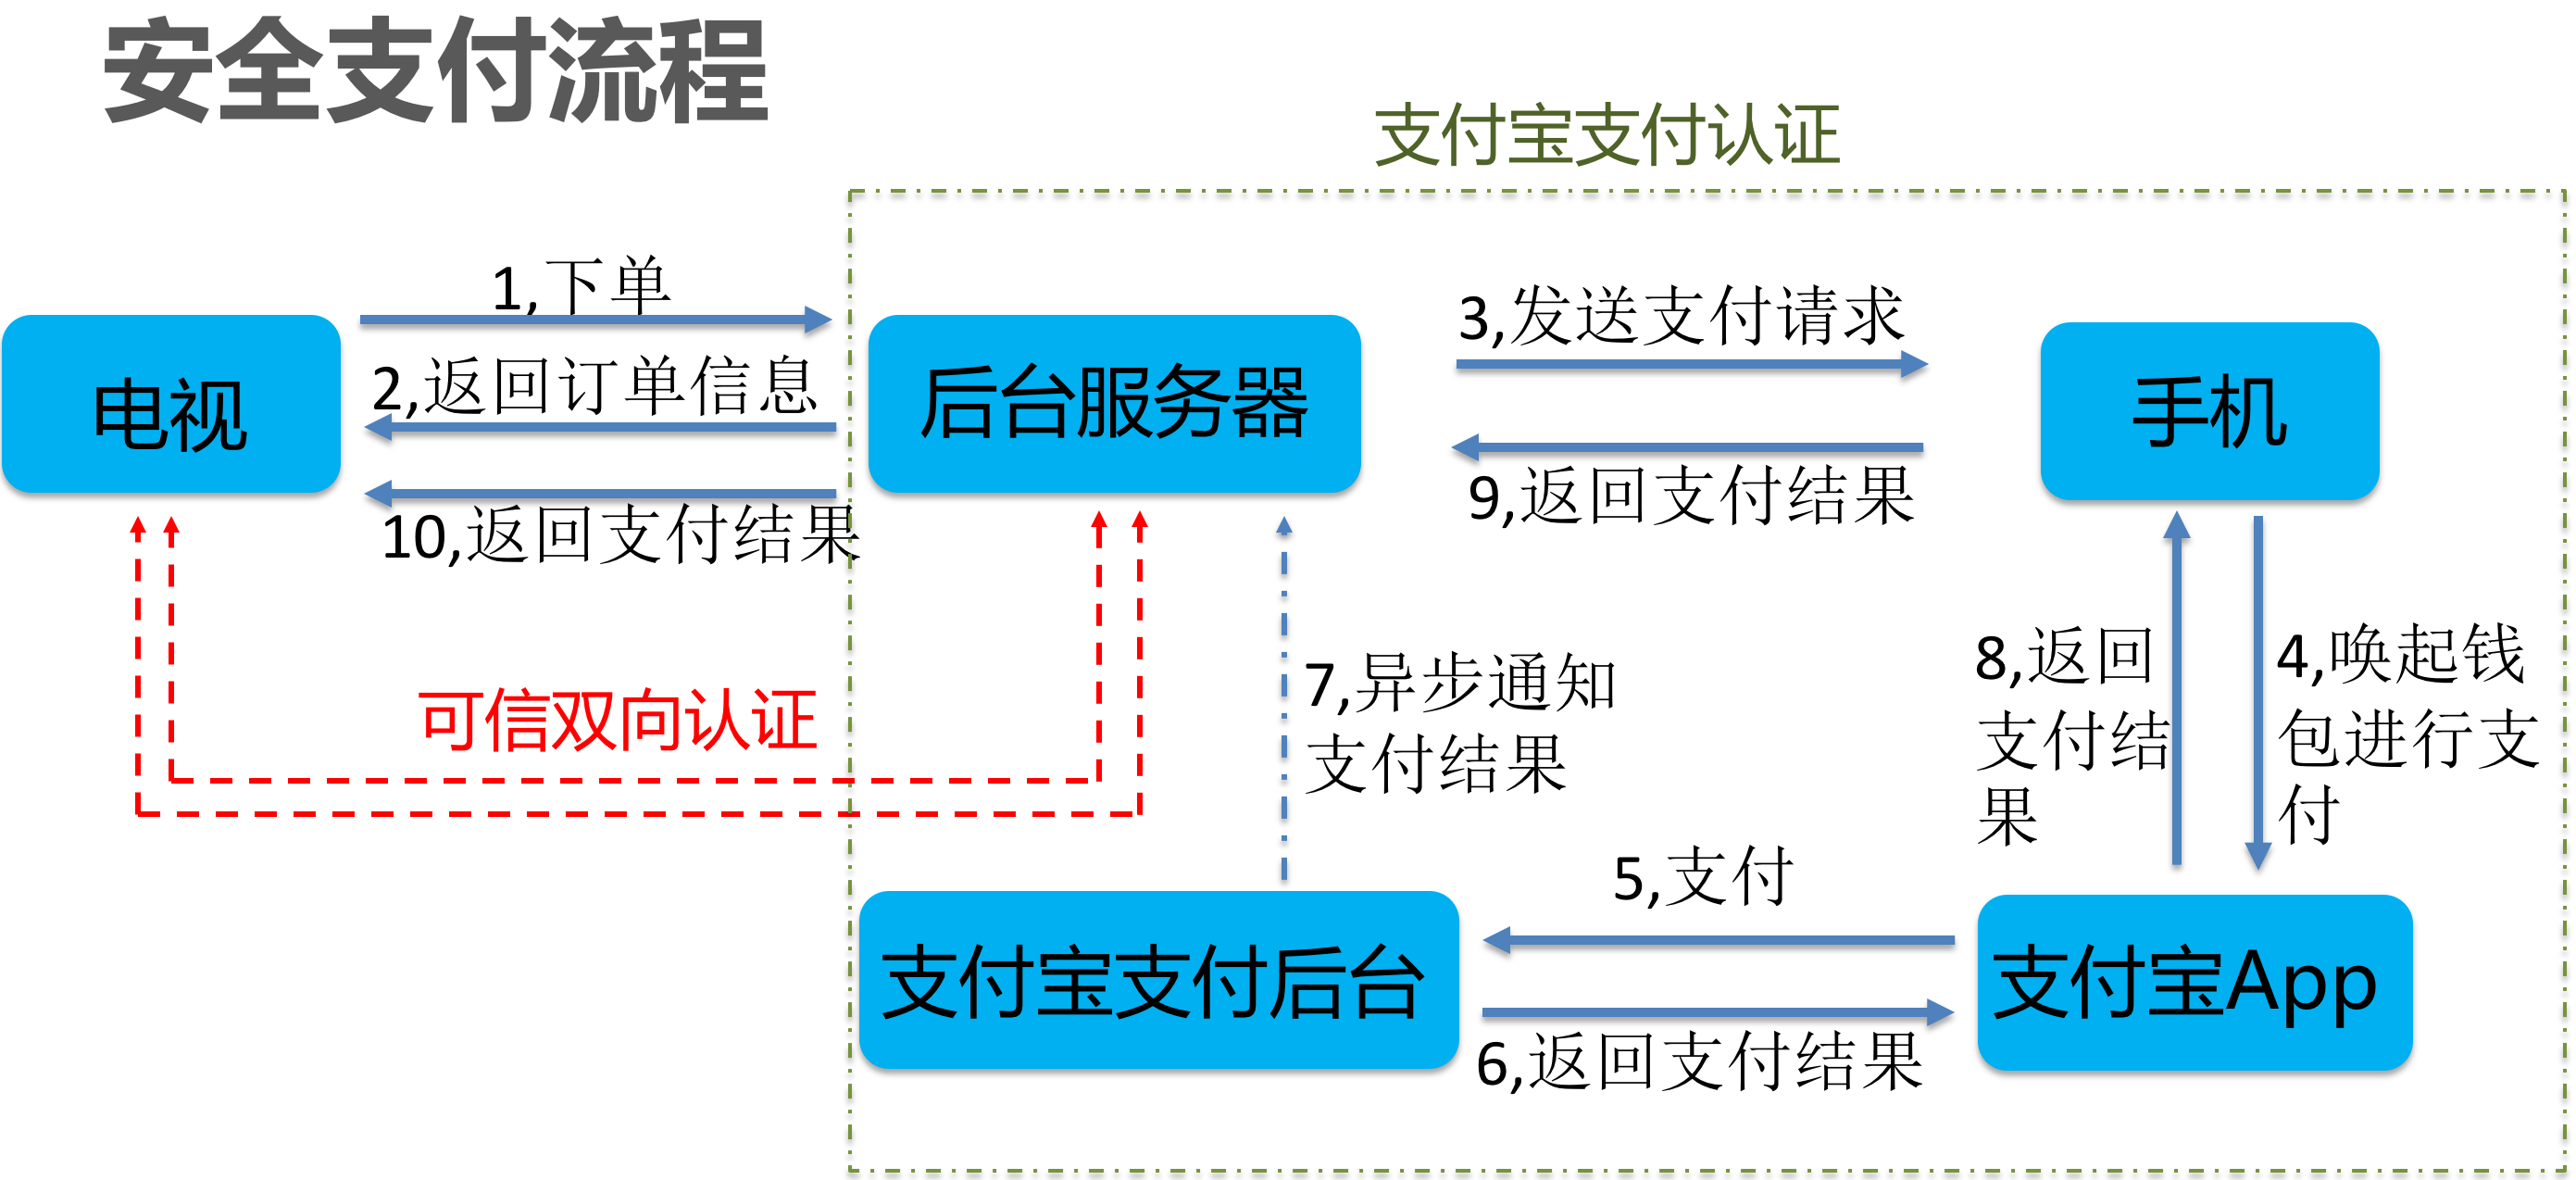 安全支付流程
支付宝支付认证
1,下单
2,返回订单信息
10,返回支付结果
电视
后台服务器
3,发送支付请求
9,返回支付结果
手机
可信双向认证
7,异步通知
支付结果
8,返回
支付结
果
4,唤起钱
包进行支
付
5,支付
6,返回支付结果
支付宝支付后台
支付宝App